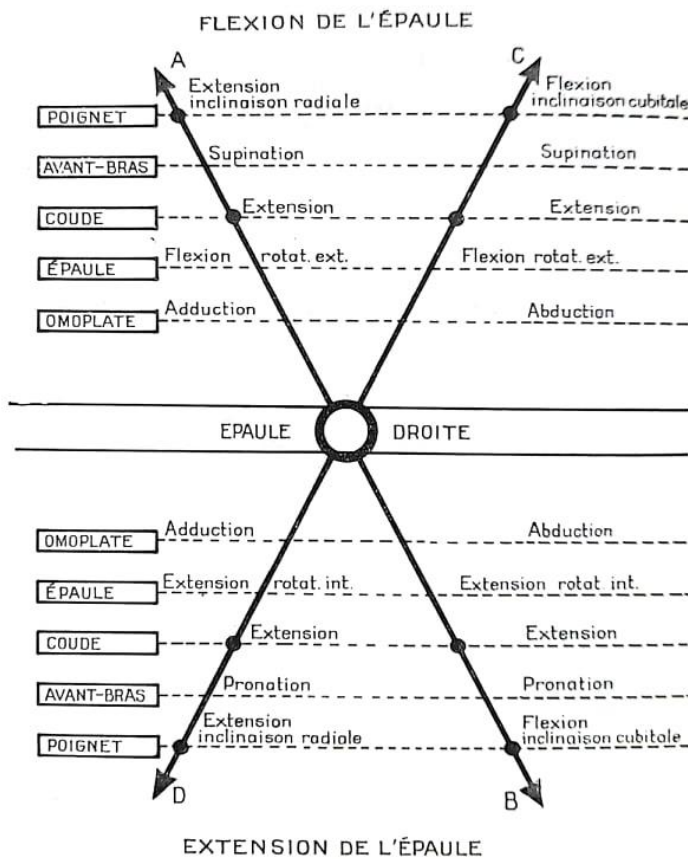 FLEXION DE L'ÉPAULE
A C
Extension
inclinaison radiale
Flexion
inclinaison cubitale
POIGNET
AVANT-BRAS Supination Supination
COUDE Extension Extension
ÉPAULE Flexion rotat. ext. Flexion rotat. ext.
OMOPLATE Adduction Abduction
EPAULE DROITE
OMOPLATE Adduction Abduction
ÉPAULE Extension rotat. int. Extension rotat. int.
COUDE Extension Extension
AVANT-BRAS Pronation Pronation
POIGNET
Extension
inclinaison radiale
Flexion
inclinaison cubitale
D B
EXTENSION DE L'ÉPAULE